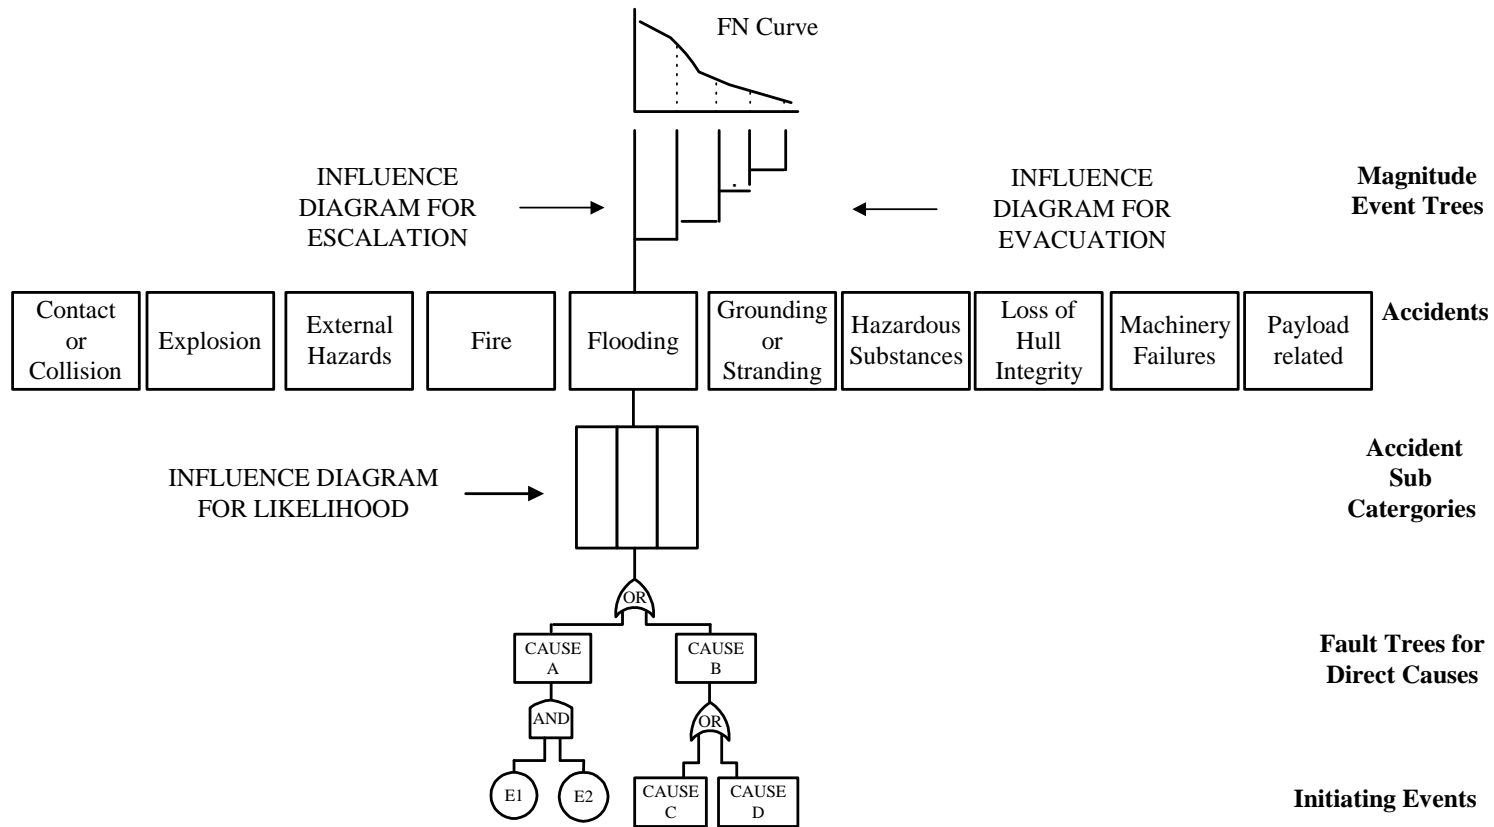 FN Curve
INFLUENCE
DIAGRAM FOR
ESCALATION
INFLUENCE
DIAGRAM FOR
EVACUATION
Magnitude
Event Trees
Contact
or
Collision
Explosion
External
Hazards
Fire
Flooding
Grounding
or
Stranding
Hazardous
Substances
Loss of
Hull
Integrity
Machinery
Failures
Payload
related
Accidents
INFLUENCE DIAGRAM
FOR LIKELIHOOD
Accident
Sub
Catergories
OR
CAUSE
A
CAUSE
B
Fault Trees for
Direct Causes
AND
OR
E1
E2
CAUSE
C
CAUSE
D
Initiating Events